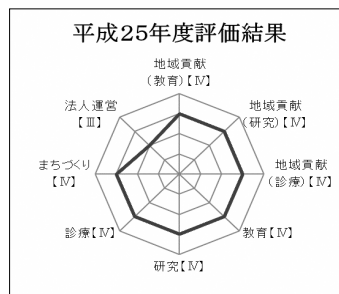 平成25年度評価結果
地域貢献
(教育)【Ⅳ】
地域貢献
(研究)【Ⅳ】
地域貢献
(診療)【Ⅳ】
教育【Ⅳ】
研究【Ⅳ】
診療【Ⅳ】
まちづくり
【Ⅳ】
法人運営
【Ⅲ】